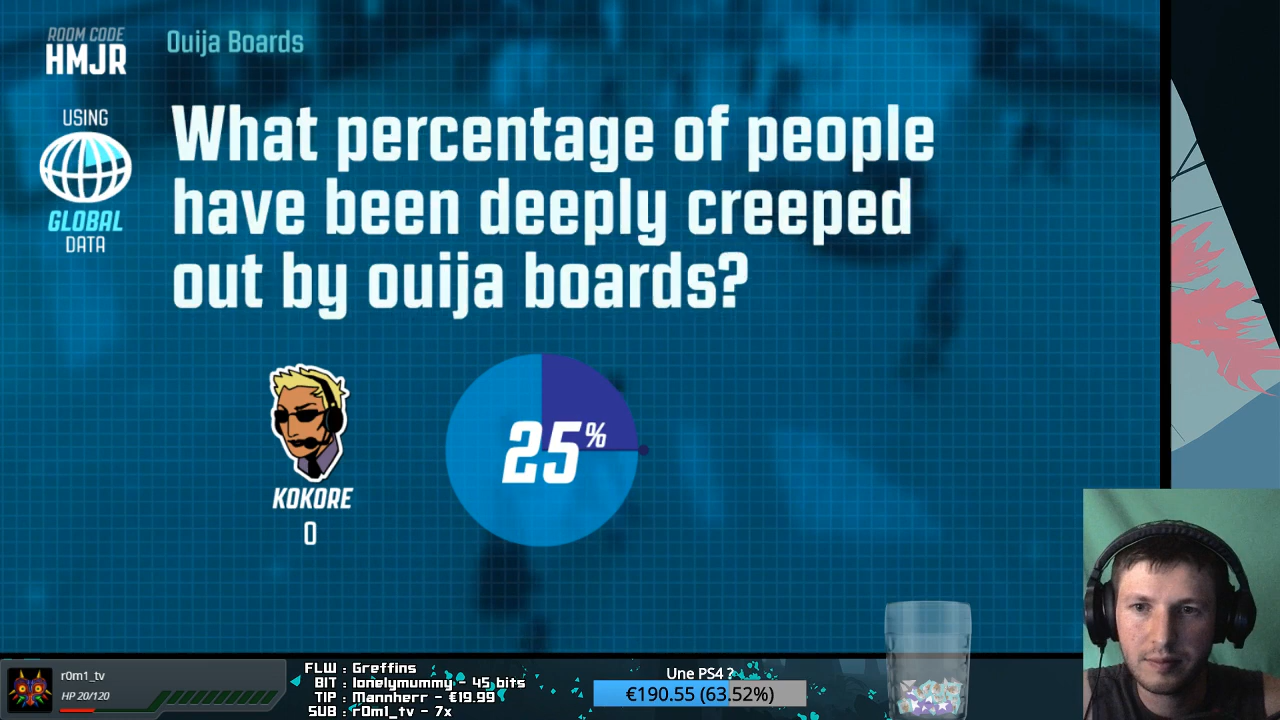 ROOM CODE
HMJR
Ouija Boards
USING
GLOBAL
DATA
What percentage of people
have been deeply creeped
out by ouija boards?
25%
KOKORE
0
r0m1_tv
HP 20/120
FLW : Greffins
BIT : lonelymummy - 45 bits
TIP : Mannherr - €19.99
SUB : r0m1_tv - 7x
Une PS4 ?
€190.55 (63.52%)